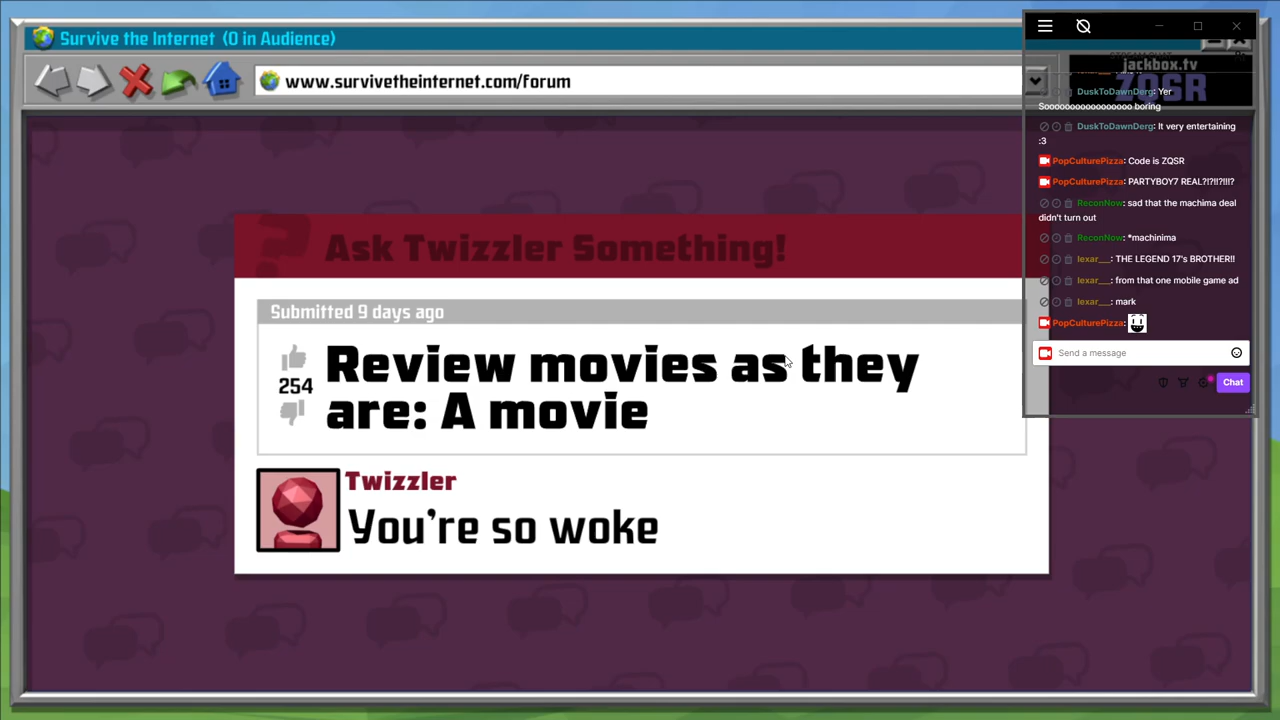 Survive the Internet (0 in Audience)
www.survivetheinternet.com/forum
Ask Twizzler Something!
Submitted 9 days ago
254
Review movies as they
are: A movie
Twizzler
You're so woke
STREAM CHAT
jackbox.tv
ZQSR
DuskToDawnDerg: Yer
Soooooooooooooooooo boring
DuskToDawnDerg: It very entertaining
:3
PopCulturePizza: Code is ZQSR
PopCulturePizza: PARTYBOY7 REAL?!?!!?!!!?
ReconNow: sad that the machima deal
didn't turn out
ReconNow: *machinima
lexar___: THE LEGEND 17's BROTHER!!
lexar___: from that one mobile game ad
lexar___: mark
PopCulturePizza:
Send a message
Chat